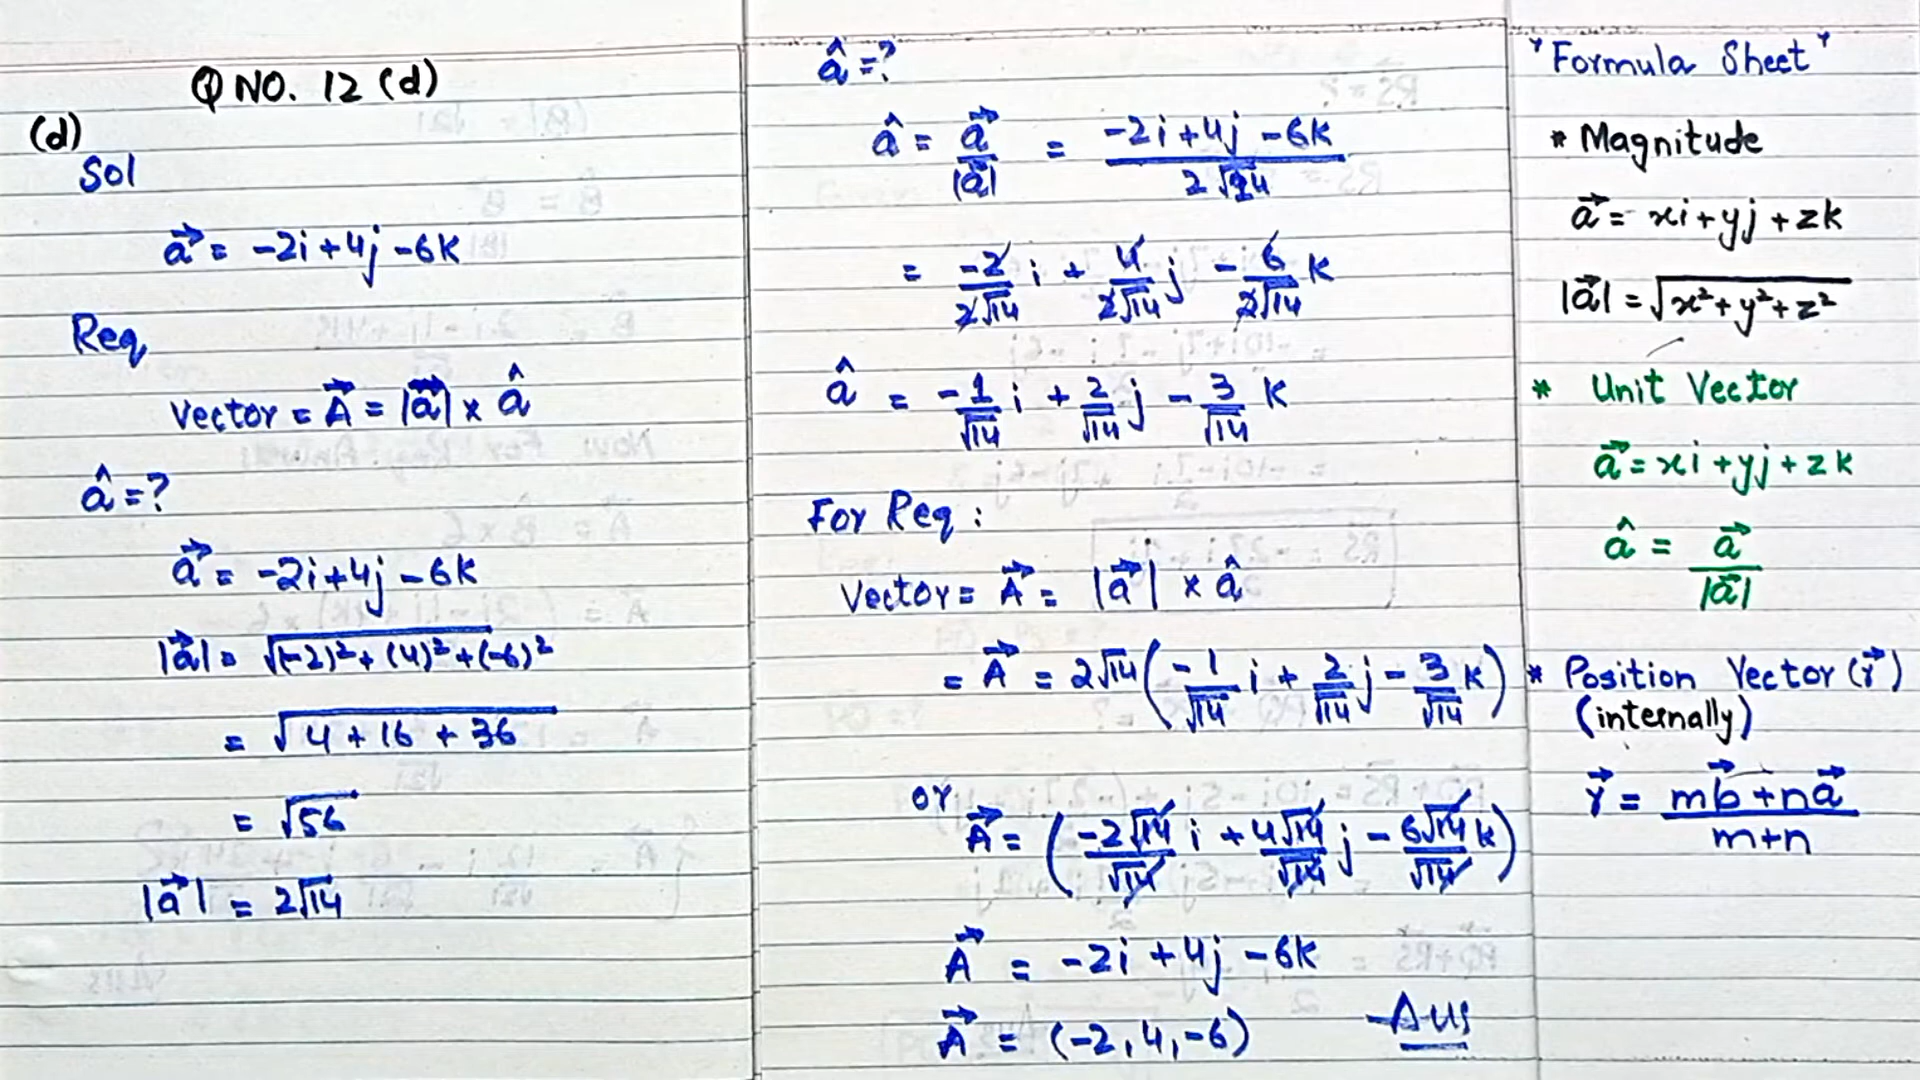 Q NO. 12 (d)
(d)
Sol
a⃗ = -2i+4j-6k
Req
Vector = A⃗ = |a⃗| × â
â = ?
a⃗ = -2i+4j-6k
|a⃗| = √(-2)²+(4)²+(-6)²
= √4+16+36
= √56
|a⃗| = 2√14
â = ?
â = a⃗/|a⃗| = -2i+4j-6k/2√14
= -2/2√14 i + 4/2√14 j - 6/2√14 k
â = -1/√14 i + 2/√14 j - 3/√14 k
For Req:
Vector = A⃗ = |a⃗| × â
= A⃗ = 2√14(-1/√14 i + 2/√14 j - 3/√14 k)
or
A⃗ = (-2√14/√14 i + 4√14/√14 j - 6√14/√14 k)
A⃗ = -2i+4j-6k
A⃗ = (-2,4,-6) Ans
"Formula Sheet"
* Magnitude
a⃗ = xi+yj+zk
|a⃗| = √x²+y²+z²
* Unit Vector
a⃗ = xi+yj+zk
â = a⃗/|a⃗|
* Position Vector (r⃗)
(internally)
r⃗ = mb⃗+na⃗/m+n